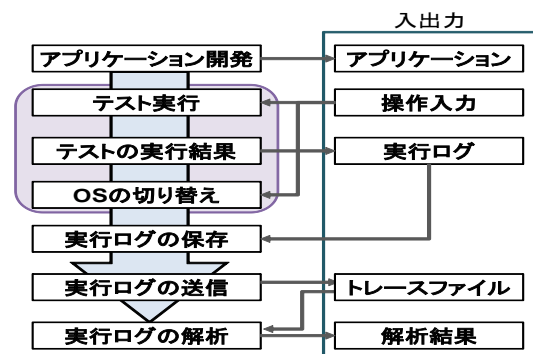 入出力
アプリケーション開発
アプリケーション
テスト実行
操作入力
テストの実行結果
実行ログ
OSの切り替え
実行ログの保存
実行ログの送信
トレースファイル
実行ログの解析
解析結果